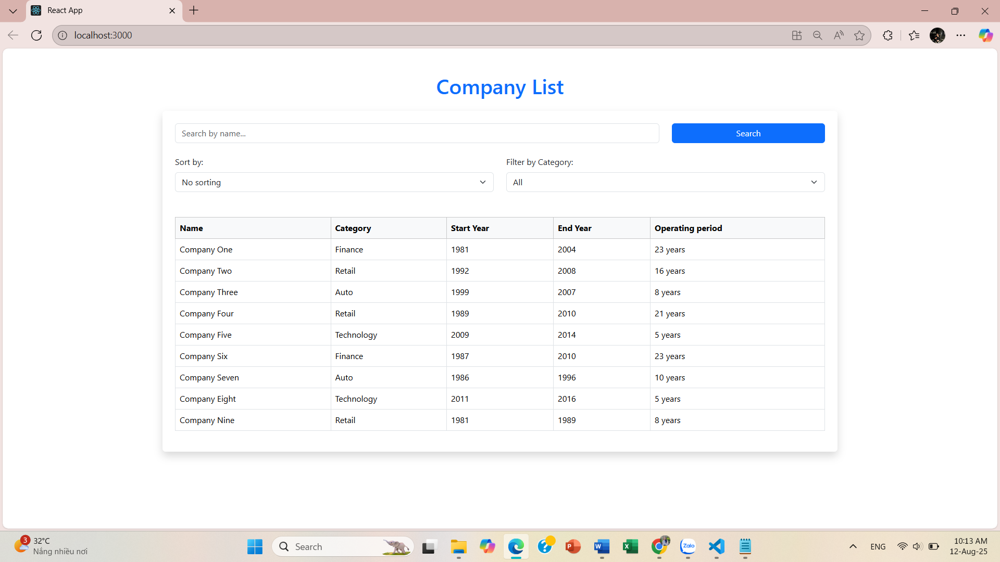 React App
localhost:3000
Company List
Search by name...
Search
Sort by:
Filter by Category:
No sorting
All
Name Category Start Year End Year Operating period
Company One Finance 1981 2004 23 years
Company Two Retail 1992 2008 16 years
Company Three Auto 1999 2007 8 years
Company Four Retail 1989 2010 21 years
Company Five Technology 2009 2014 5 years
Company Six Finance 1987 2010 23 years
Company Seven Auto 1986 1996 10 years
Company Eight Technology 2011 2016 5 years
Company Nine Retail 1981 1989 8 years
3
32°C
Nắng nhiều nơi
Search
Zalo
ENG
10:13 AM
12-Aug-25